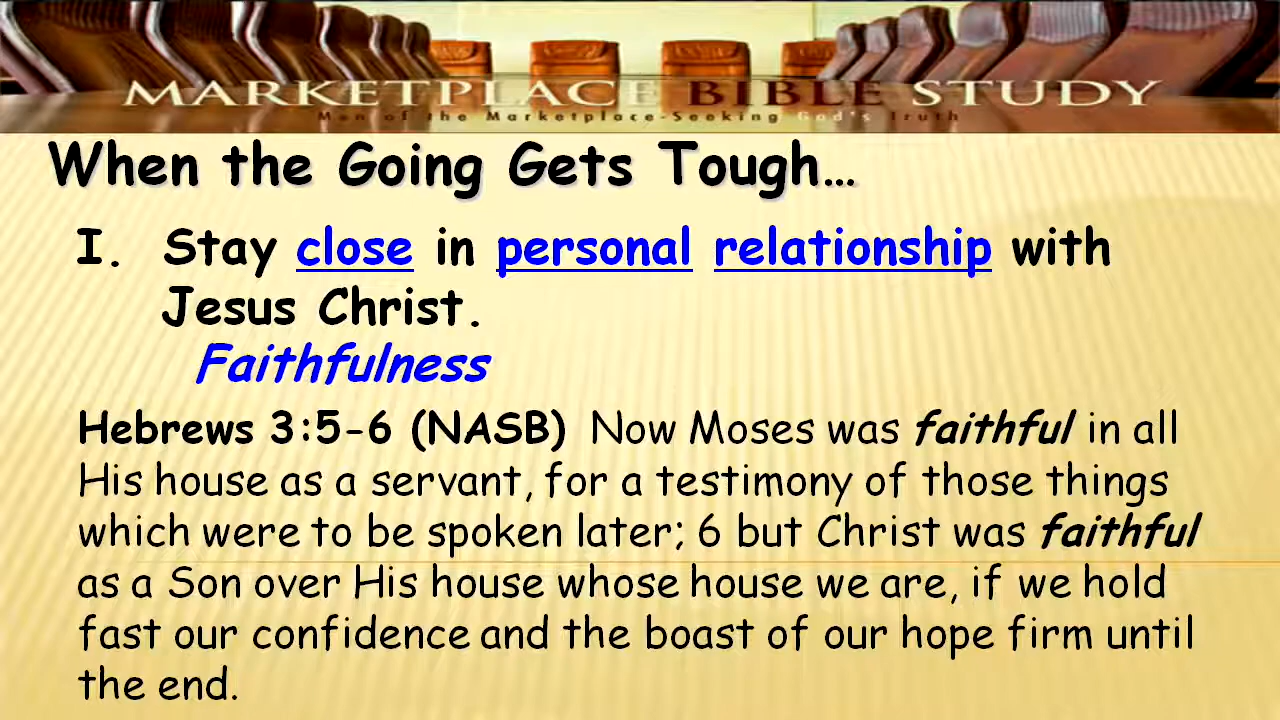 MARKETPLACE BIBLE STUDY
Men of the Marketplace-Seeking God's Truth
When the Going Gets Tough…
I. Stay close in personal relationship with
Jesus Christ.
Faithfulness
Hebrews 3:5-6 (NASB) Now Moses was faithful in all
His house as a servant, for a testimony of those things
which were to be spoken later; 6 but Christ was faithful
as a Son over His house whose house we are, if we hold
fast our confidence and the boast of our hope firm until
the end.